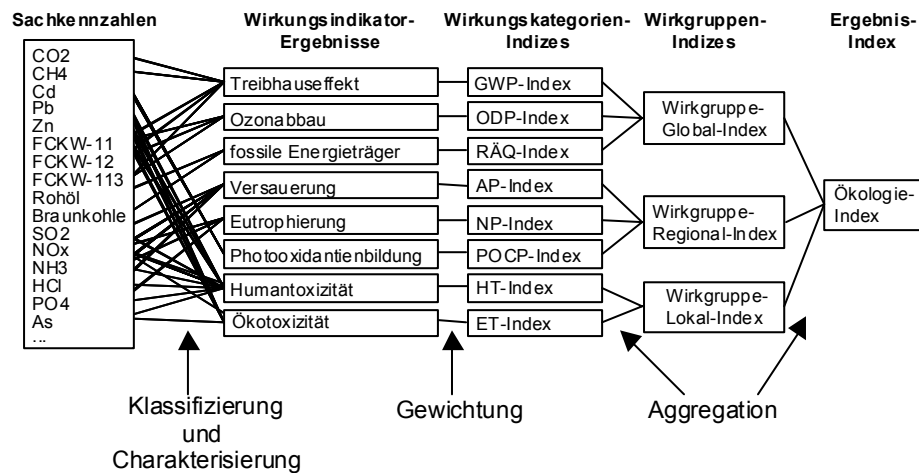 Sachkennzahlen
Wirkungsindikator-
Ergebnisse
Wirkungskategorien-
Indizes
Wirkgruppen-
Indizes
Ergebnis-
Index
CO2
CH4
Cd
Pb
Zn
FCKW-11
FCKW-12
FCKW-113
Rohöl
Braunkohle
SO2
NOx
NH3
HCl
PO4
As
...
Treibhauseffekt
Ozonabbau
fossile Energieträger
Versauerung
Eutrophierung
Photooxidantienbildung
Humantoxizität
Ökotoxizität
GWP-Index
ODP-Index
RÄQ-Index
AP-Index
NP-Index
POCP-Index
HT-Index
ET-Index
Wirkgruppe-
Global-Index
Wirkgruppe-
Regional-Index
Wirkgruppe-
Lokal-Index
Ökologie-
Index
Klassifizierung
und
Charakterisierung
Gewichtung
Aggregation